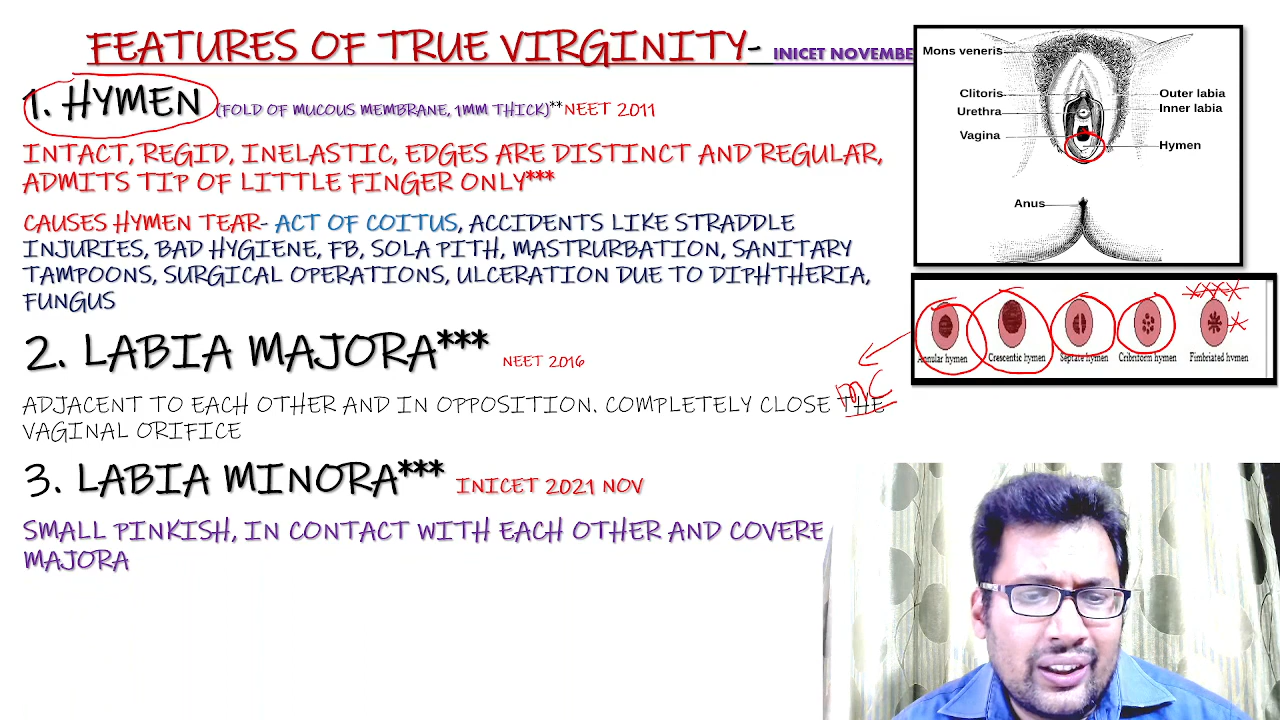 FEATURES OF TRUE VIRGINITY- INICET NOVEMBE
1. HYMEN (FOLD OF MUCOUS MEMBRANE, 1MM THICK)** NEET 2011
INTACT, REGID, INELASTIC, EDGES ARE DISTINCT AND REGULAR,
ADMITS TIP OF LITTLE FINGER ONLY***
CAUSES HYMEN TEAR- ACT OF COITUS, ACCIDENTS LIKE STRADDLE
INJURIES, BAD HYGIENE, FB, SOLA PITH, MASTRURBATION, SANITARY
TAMPOONS, SURGICAL OPERATIONS, ULCERATION DUE TO DIPHTHERIA,
FUNGUS
2. LABIA MAJORA*** NEET 2016
ADJACENT TO EACH OTHER AND IN OPPOSITION. COMPLETELY CLOSE THE
VAGINAL ORIFICE
3. LABIA MINORA*** INICET 2021 NOV
SMALL PINKISH, IN CONTACT WITH EACH OTHER AND COVERE
MAJORA
Mons veneris
Clitoris
Outer labia
Urethra
Inner labia
Vagina
Hymen
Anus
Annular hymen
Crescentic hymen
Septate hymen
Cribriform hymen
Fimbriated hymen
MC